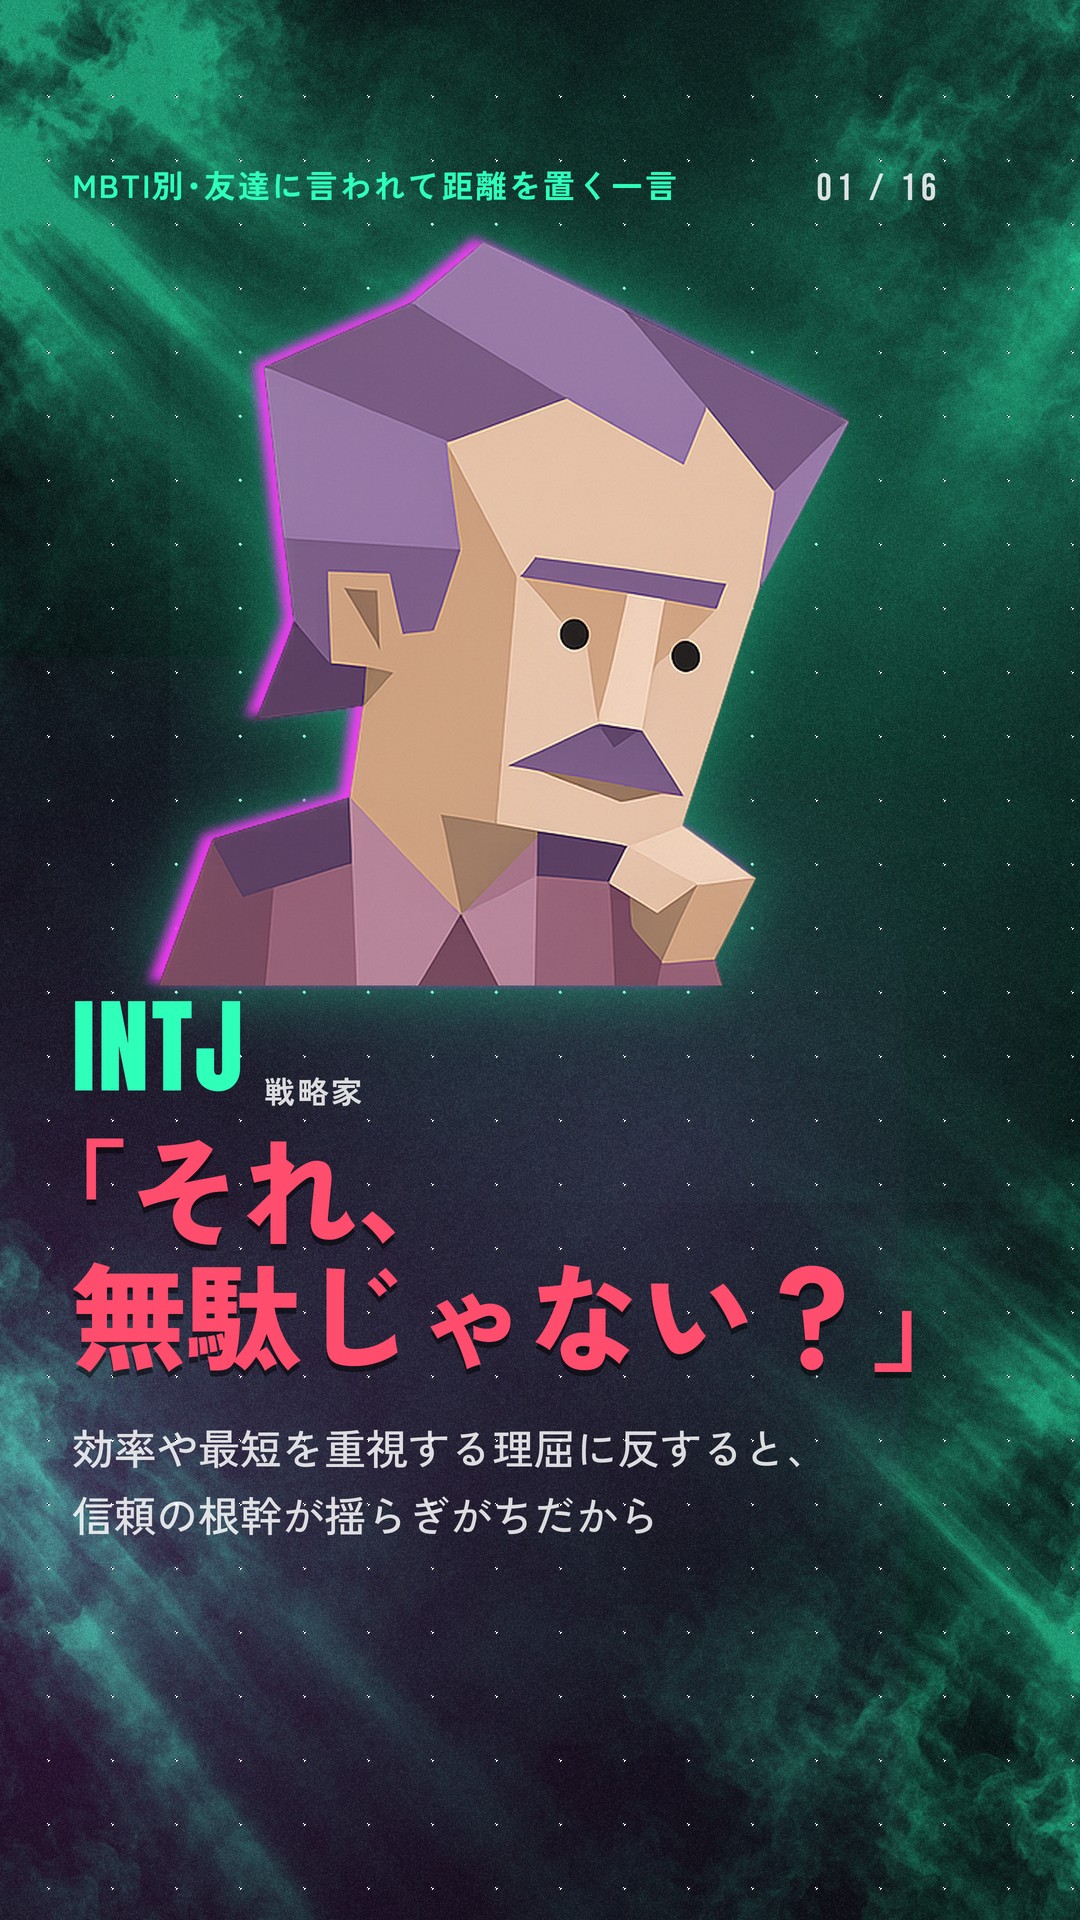 MBTI別・友達に言われて距離を置く一言
01 / 16
INTJ
戦略家
「それ、
無駄じゃない？」
効率や最短を重視する理屈に反すると、
信頼の根幹が揺らぎがちだから